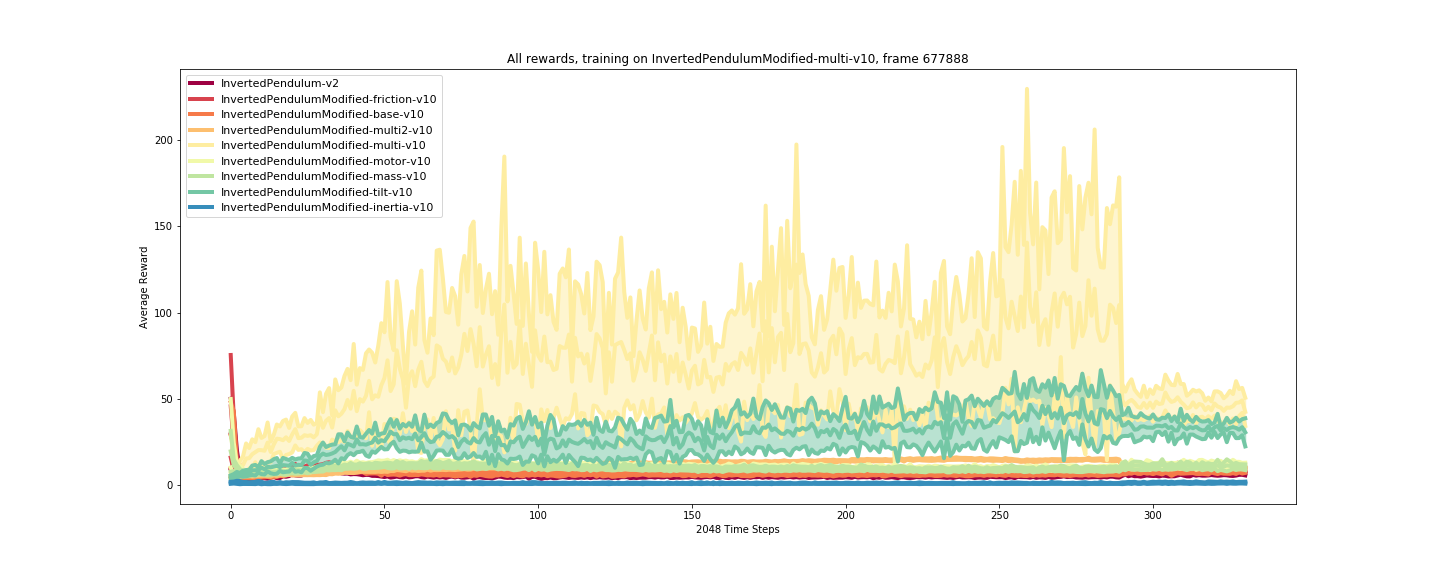 All rewards, training on InvertedPendulumModified-multi-v10, frame 677888
InvertedPendulum-v2
InvertedPendulumModified-friction-v10
InvertedPendulumModified-base-v10
InvertedPendulumModified-multi2-v10
InvertedPendulumModified-multi-v10
InvertedPendulumModified-motor-v10
InvertedPendulumModified-mass-v10
InvertedPendulumModified-tilt-v10
InvertedPendulumModified-inertia-v10
Average Reward
200
150
100
50
0
0 50 100 150 200 250 300
2048 Time Steps